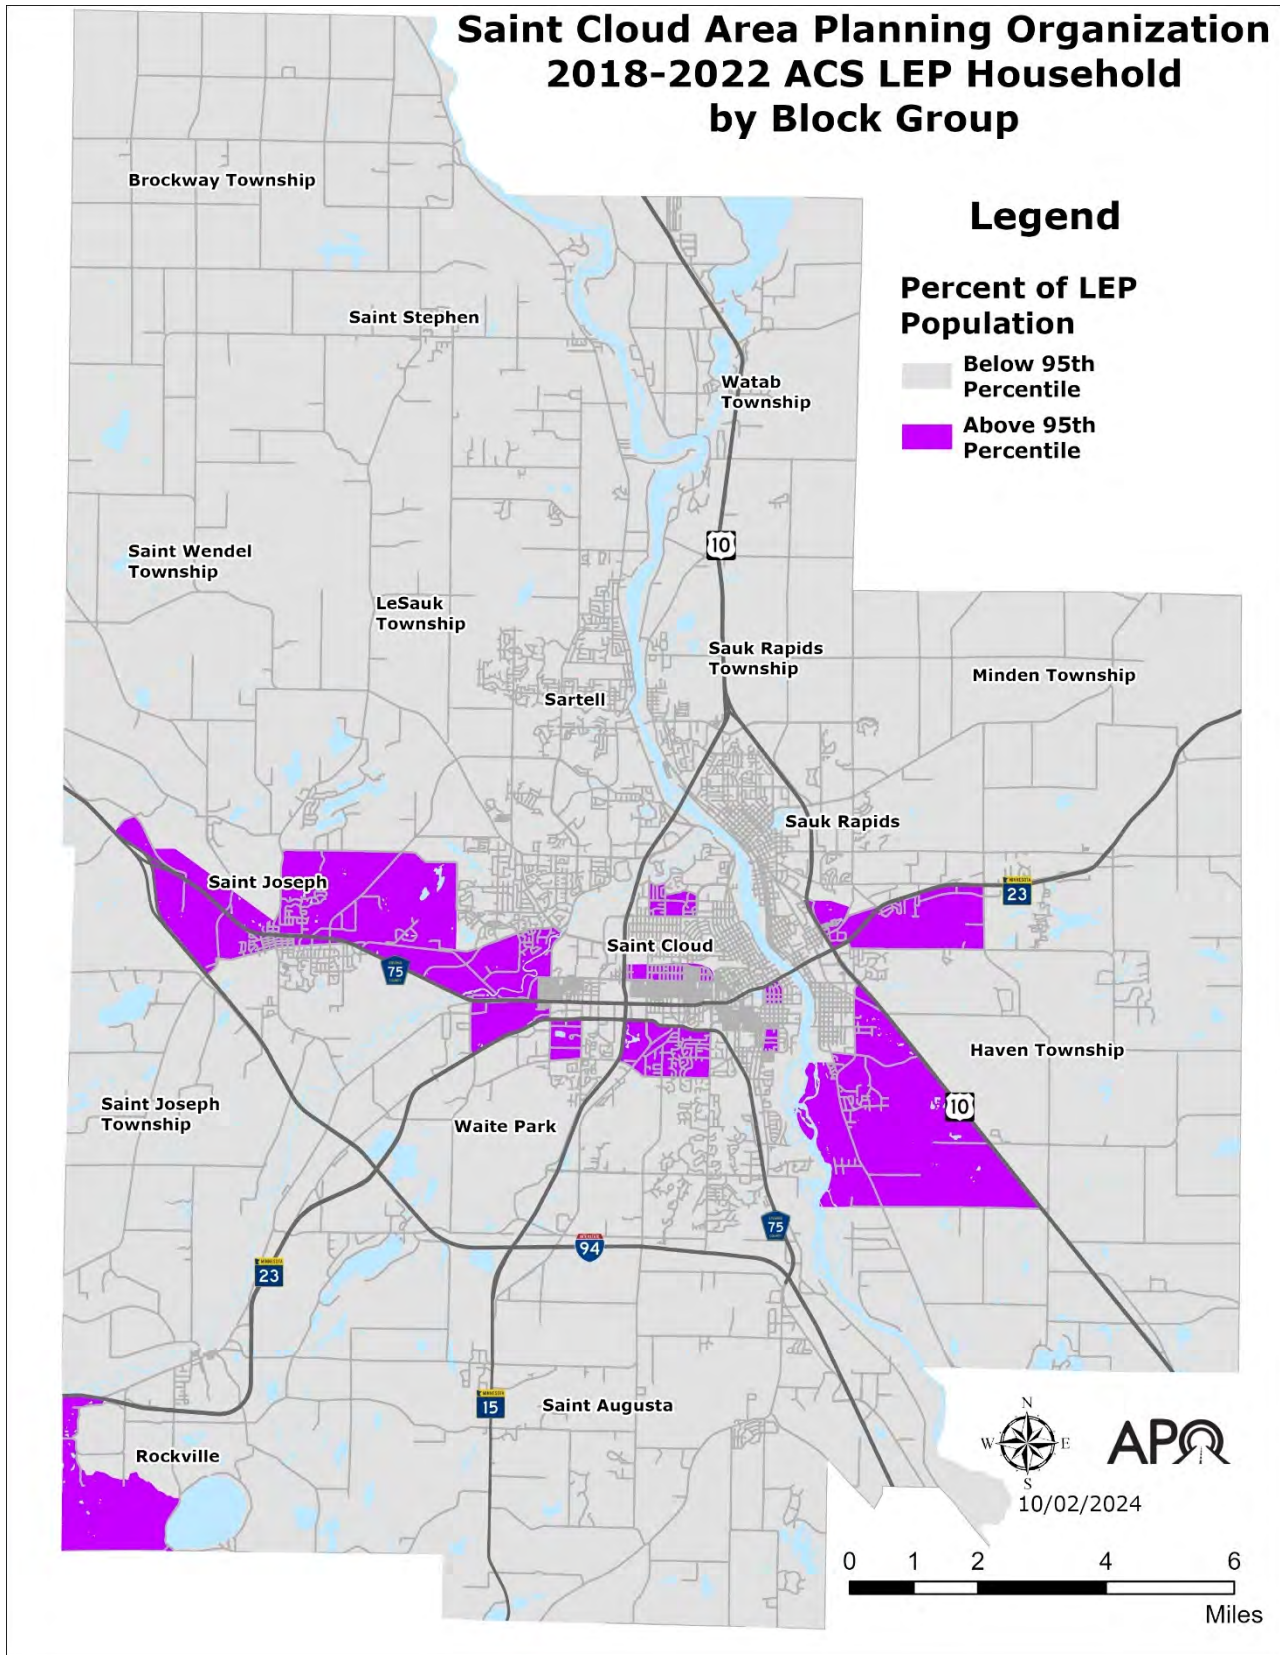 Saint Cloud Area Planning Organization
2018-2022 ACS LEP Household
by Block Group
Legend
Percent of LEP
Population
Below 95th
Percentile
Above 95th
Percentile
Brockway Township
Saint Stephen
Watab
Township
10
Saint Wendel
Township
LeSauk
Township
Sauk Rapids
Township
Minden Township
Sartell
Sauk Rapids
Saint Joseph
MINNESOTA
23
Saint Cloud
75
Haven Township
10
Saint Joseph
Township
Waite Park
75
94
MINNESOTA
23
MINNESOTA
15
Saint Augusta
Rockville
N
W E
S
APO
10/02/2024
0 1 2 4 6
Miles